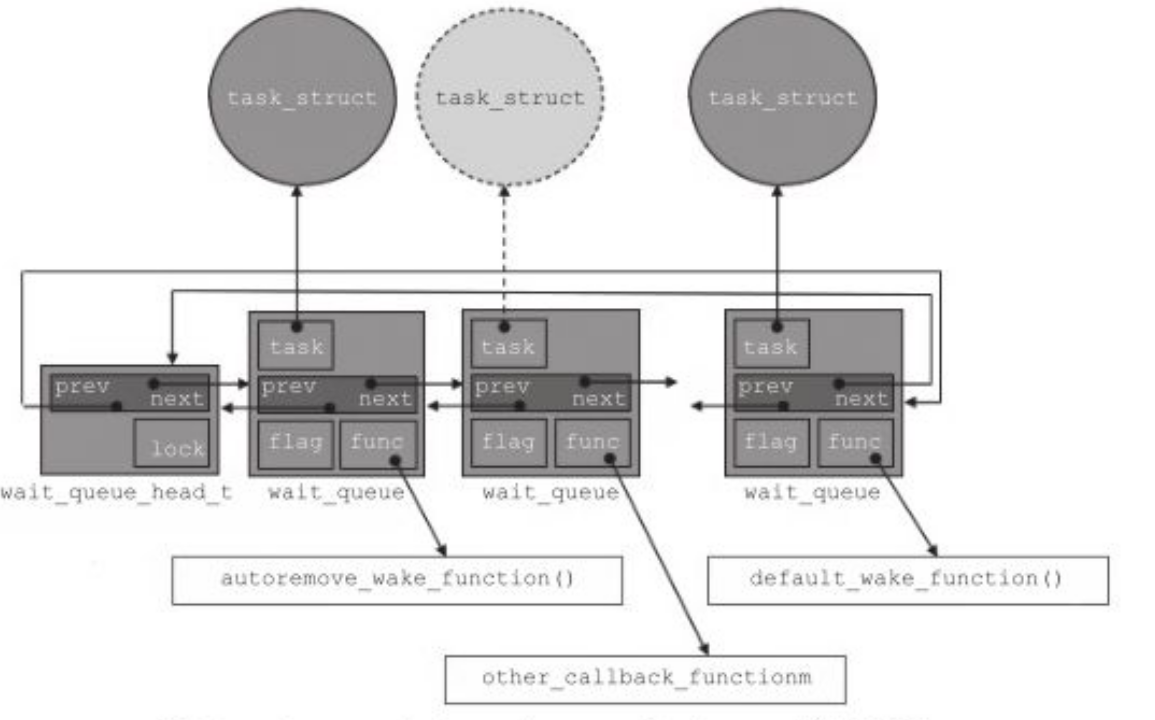 task_struct
task_struct
task_struct
task
task
task
prev
next
prev
next
prev
next
prev
next
lock
flag
func
flag
func
flag
func
wait_queue_head_t
wait_queue
wait_queue
wait_queue
autoremove_wake_function()
default_wake_function()
other_callback_functionm